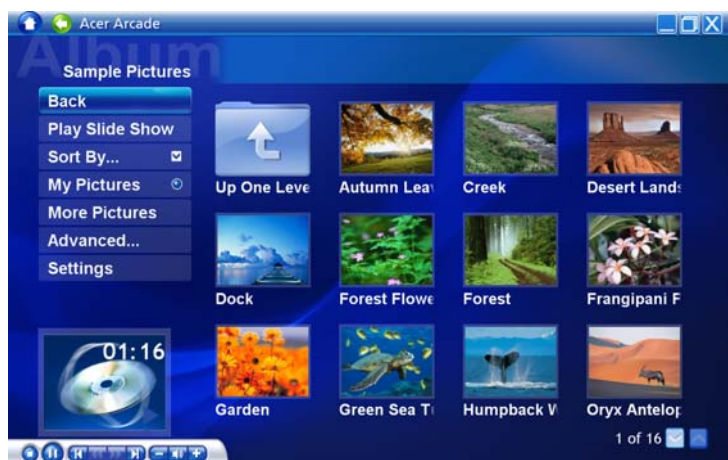 Acer Arcade
Album
Sample Pictures
Back
Play Slide Show
Sort By...
My Pictures
More Pictures
Advanced...
Settings
Up One Leve
Autumn Lea
Creek
Desert Lands
Dock
Forest Flowe
Forest
Frangipani F
Garden
Green Sea T
Humpback W
Oryx Antelop
01:16
1 of 16